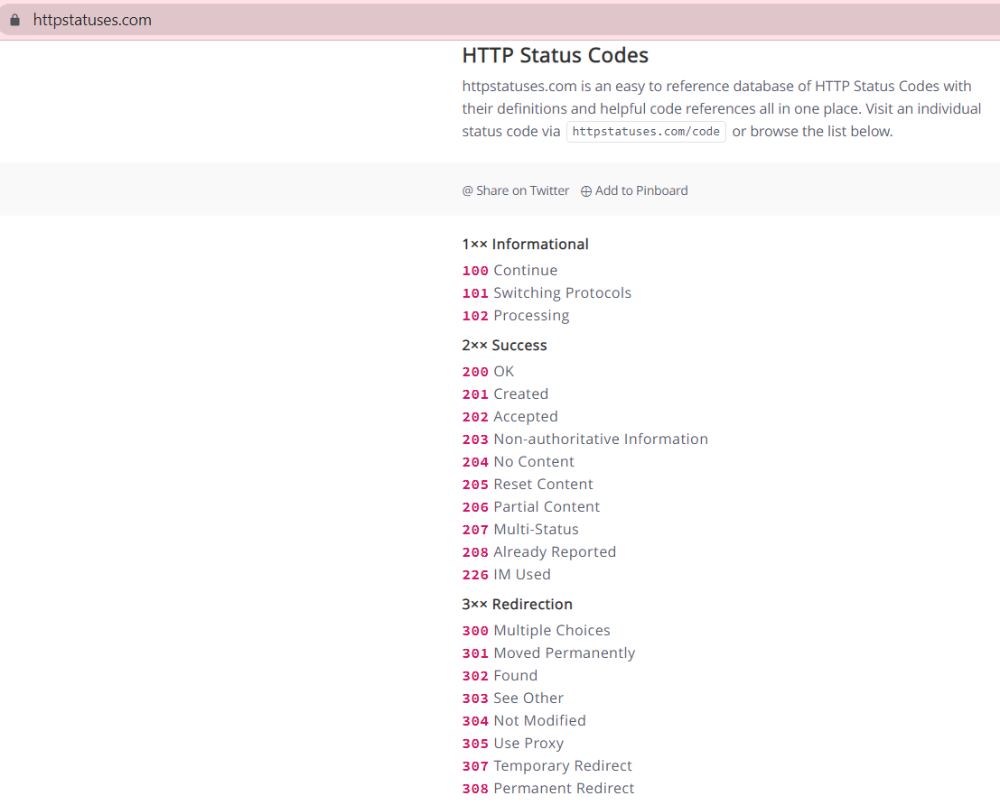 httpstatuses.com
HTTP Status Codes
httpstatuses.com is an easy to reference database of HTTP Status Codes with
their definitions and helpful code references all in one place. Visit an individual
status code via httpstatuses.com/code or browse the list below.
@ Share on Twitter ⨁ Add to Pinboard
1×× Informational
100 Continue
101 Switching Protocols
102 Processing
2×× Success
200 OK
201 Created
202 Accepted
203 Non-authoritative Information
204 No Content
205 Reset Content
206 Partial Content
207 Multi-Status
208 Already Reported
226 IM Used
3×× Redirection
300 Multiple Choices
301 Moved Permanently
302 Found
303 See Other
304 Not Modified
305 Use Proxy
307 Temporary Redirect
308 Permanent Redirect